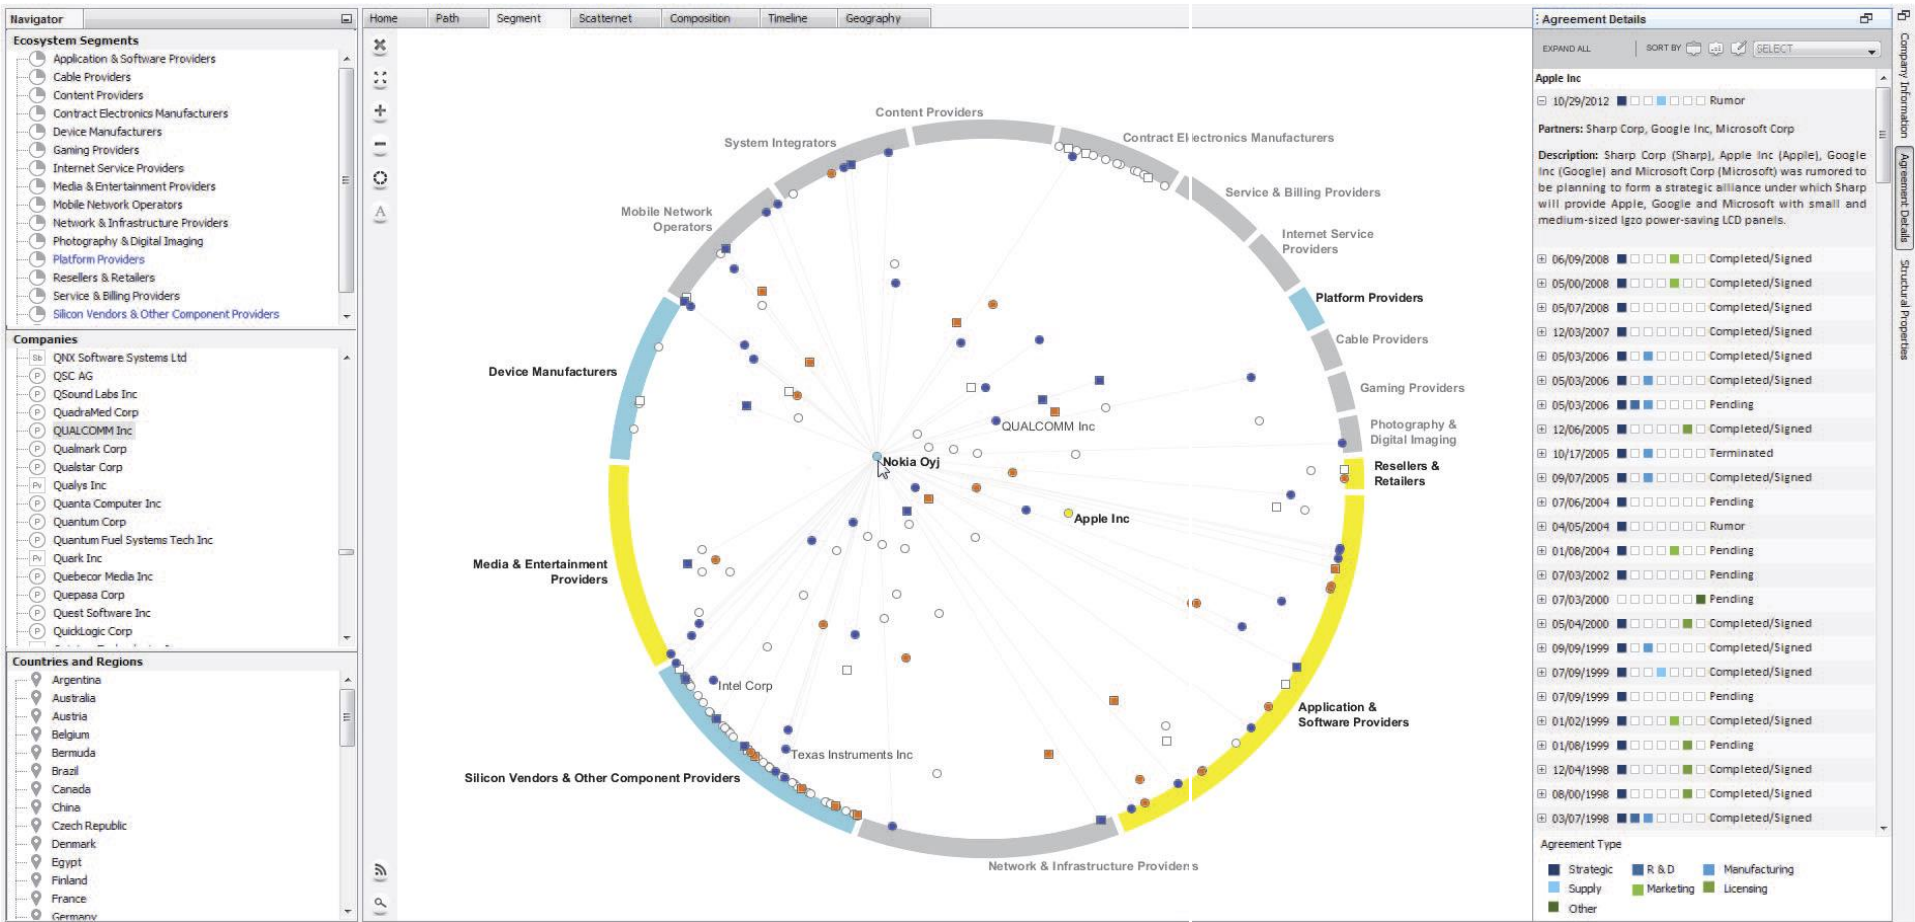 Navigator
Ecosystem Segments
Application & Software Providers
Cable Providers
Content Providers
Contract Electronics Manufacturers
Device Manufacturers
Gaming Providers
Internet Service Providers
Media & Entertainment Providers
Mobile Network Operators
Network & Infrastructure Providers
Photography & Digital Imaging
Platform Providers
Resellers & Retailers
Service & Billing Providers
Silicon Vendors & Other Component Providers
Companies
Sb QNX Software Systems Ltd
P QSC AG
P QSound Labs Inc
P QuadraMed Corp
P QUALCOMM Inc
P Qualmark Corp
P Qualstar Corp
Pv Qualys Inc
P Quanta Computer Inc
P Quantum Corp
P Quantum Fuel Systems Tech Inc
Pv Quark Inc
P Quebecor Media Inc
P Quepasa Corp
P Quest Software Inc
P QuickLogic Corp
Countries and Regions
Argentina
Australia
Austria
Belgium
Bermuda
Brazil
Canada
China
Czech Republic
Denmark
Egypt
Finland
France
Germany
Home Path Segment Scatternet Composition Timeline Geography
A
Content Providers
System Integrators
Contract Electronics Manufacturers
Mobile Network
Operators
Service & Billing Providers
Internet Service
Providers
Platform Providers
Cable Providers
Device Manufacturers
Gaming Providers
Photography &
Digital Imaging
QUALCOMM Inc
Nokia Oyj
Resellers &
Retailers
Apple Inc
Media & Entertainment
Providers
Intel Corp
Application &
Software Providers
Texas Instruments Inc
Silicon Vendors & Other Component Providers
Network & Infrastructure Providers
Agreement Details
EXPAND ALL SORT BY SELECT
Apple Inc
10/29/2012 Rumor
Partners: Sharp Corp, Google Inc, Microsoft Corp
Description: Sharp Corp (Sharp), Apple Inc (Apple), Google
Inc (Google) and Microsoft Corp (Microsoft) was rumored to
be planning to form a strategic alliance under which Sharp
will provide Apple, Google and Microsoft with small and
medium-sized Igzo power-saving LCD panels.
06/09/2008 Completed/Signed
05/00/2008 Completed/Signed
05/07/2008 Completed/Signed
12/03/2007 Completed/Signed
05/03/2006 Completed/Signed
05/03/2006 Completed/Signed
05/03/2006 Pending
12/06/2005 Completed/Signed
10/17/2005 Terminated
09/07/2005 Completed/Signed
07/06/2004 Pending
04/05/2004 Rumor
01/08/2004 Pending
07/03/2002 Pending
07/03/2000 Pending
05/04/2000 Completed/Signed
09/09/1999 Completed/Signed
07/09/1999 Completed/Signed
07/09/1999 Pending
01/02/1999 Completed/Signed
01/08/1999 Pending
12/04/1998 Completed/Signed
08/00/1998 Completed/Signed
03/07/1998 Completed/Signed
Agreement Type
Strategic R & D Manufacturing
Supply Marketing Licensing
Other
Company Information
Agreement Details
Structural Properties